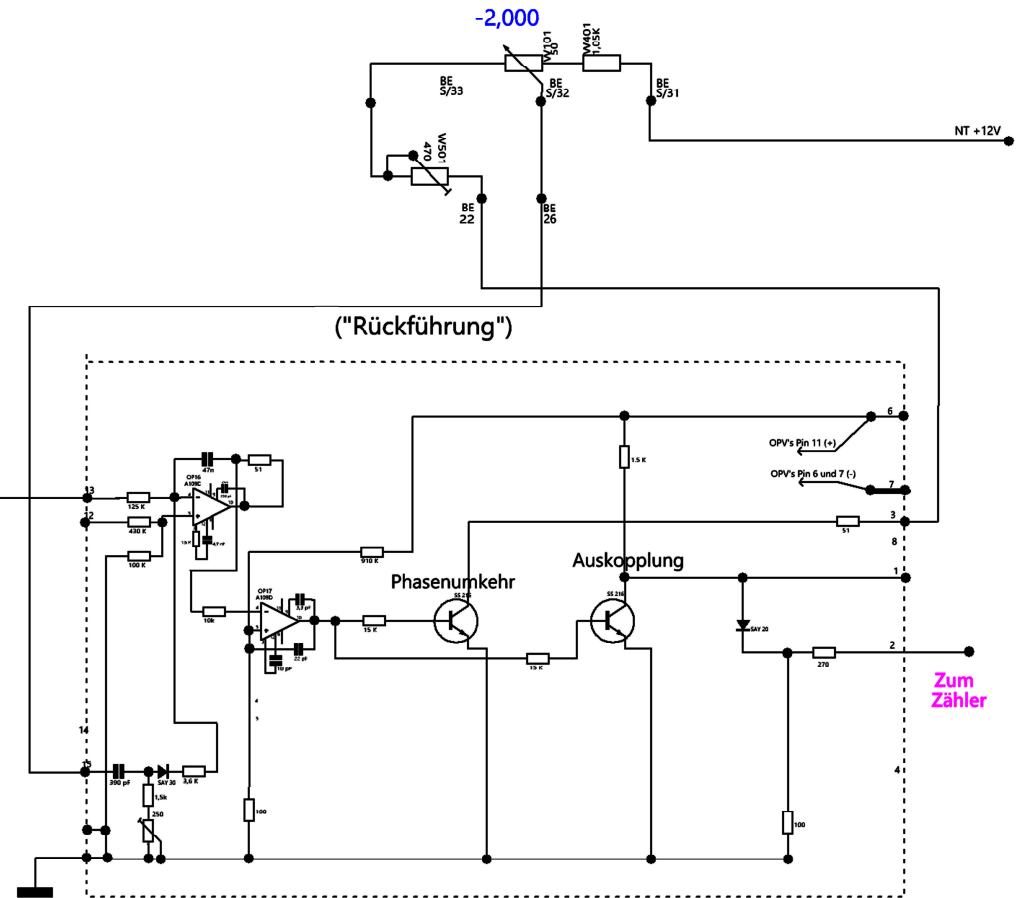 -2,000
W101
50
W401
1,05K
BE
S/33
BE
S/32
BE
S/31
NT +12V
W501
470
BE
22
BE
26
("Rückführung")
6
OPV's Pin 11 (+)
OPV's Pin 6 und 7 (-)
7
47n
51
OP16
A109D
13
125 K
12
430 K
100 K
4,7 nF
3
51
8
910 K
1.5 K
Phasenumkehr
Auskopplung
1
SS 216
SS 216
OP17
A109D
3,3 pF
10k
15 K
22 pF
10 pF
15 K
SAY 20
2
270
Zum
Zähler
4
5
14
15
390 pF
SAY 30
3,6 K
1,5k
250
100
100
4